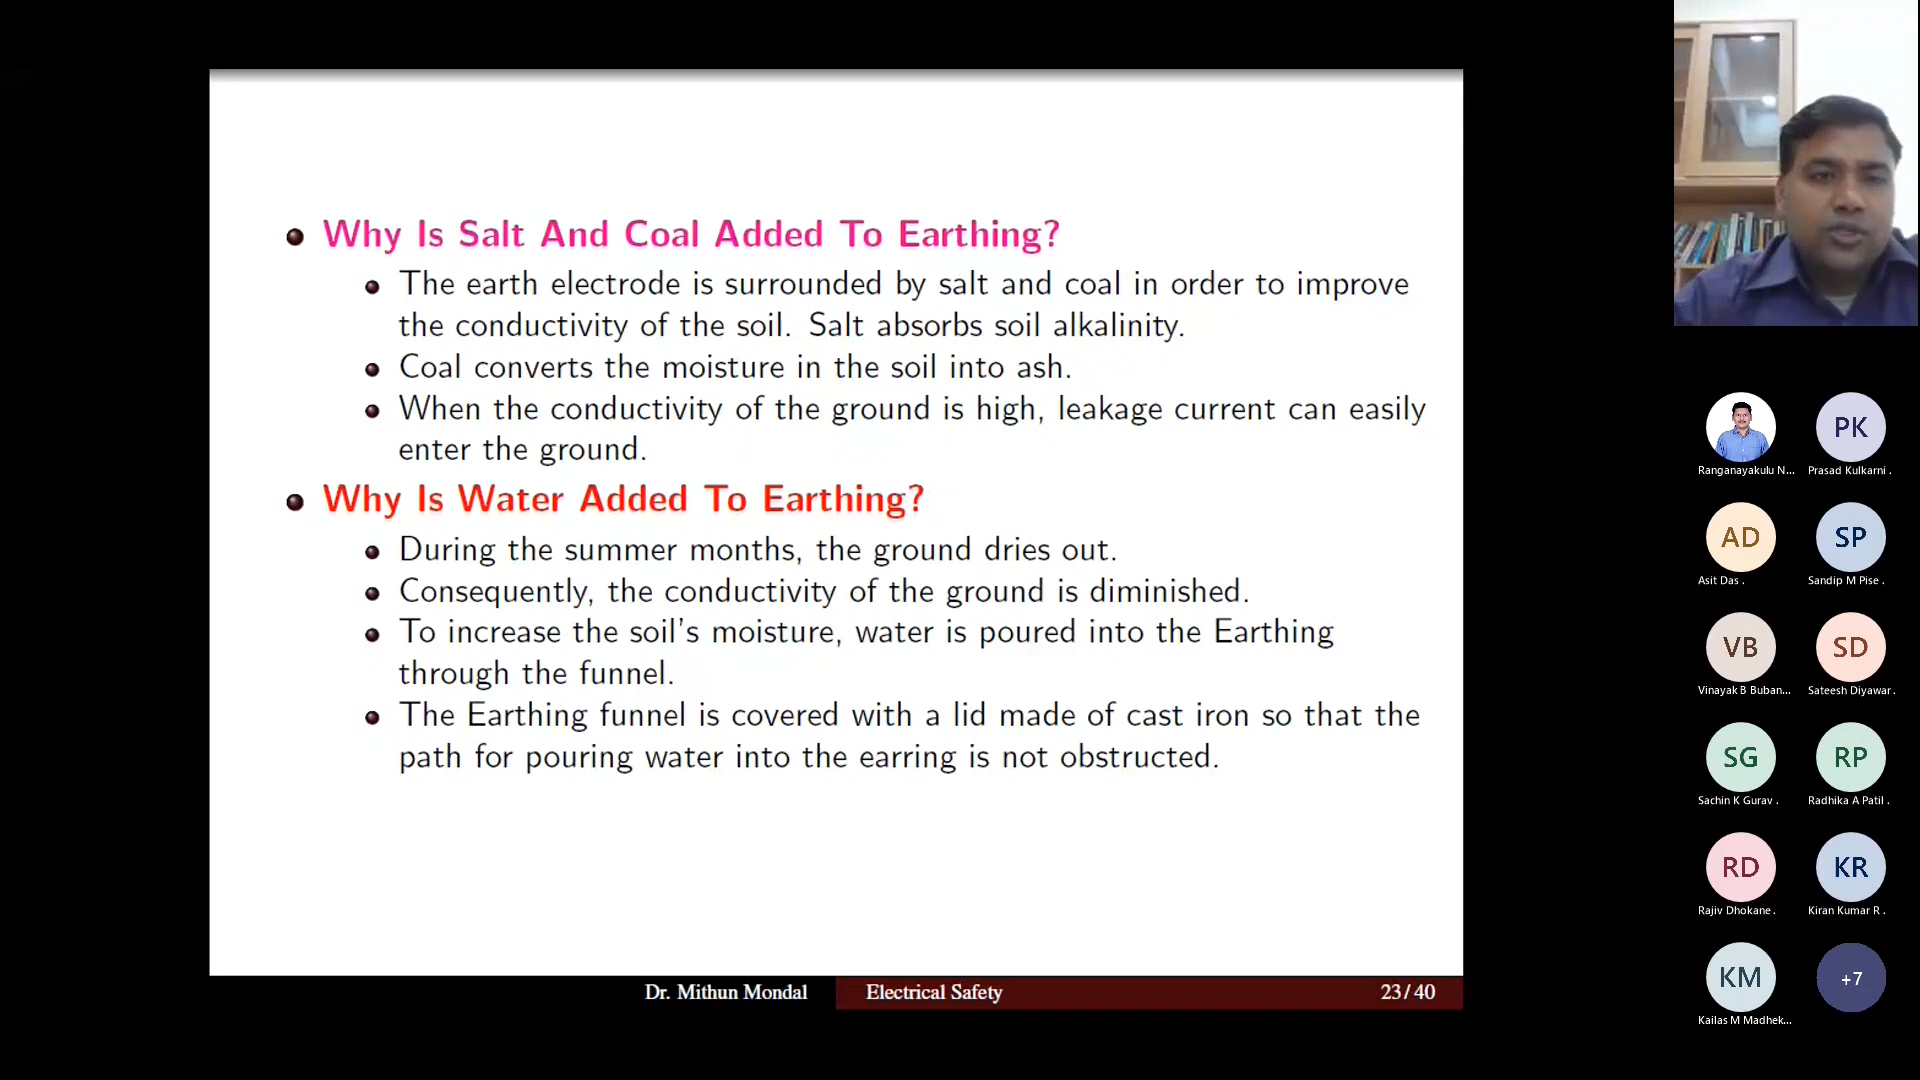 Why Is Salt And Coal Added To Earthing?
The earth electrode is surrounded by salt and coal in order to improve
the conductivity of the soil. Salt absorbs soil alkalinity.
Coal converts the moisture in the soil into ash.
When the conductivity of the ground is high, leakage current can easily
enter the ground.
Why Is Water Added To Earthing?
During the summer months, the ground dries out.
Consequently, the conductivity of the ground is diminished.
To increase the soil's moisture, water is poured into the Earthing
through the funnel.
The Earthing funnel is covered with a lid made of cast iron so that the
path for pouring water into the earring is not obstructed.
Dr. Mithun Mondal Electrical Safety 23/40
PK
Ranganayakulu N... Prasad Kulkarni .
AD SP
Asit Das . Sandip M Pise .
VB SD
Vinayak B Buban... Sateesh Diyawar .
SG RP
Sachin K Gurav . Radhika A Patil .
RD KR
Rajiv Dhokane . Kiran Kumar R .
KM +7
Kailas M Madhek...